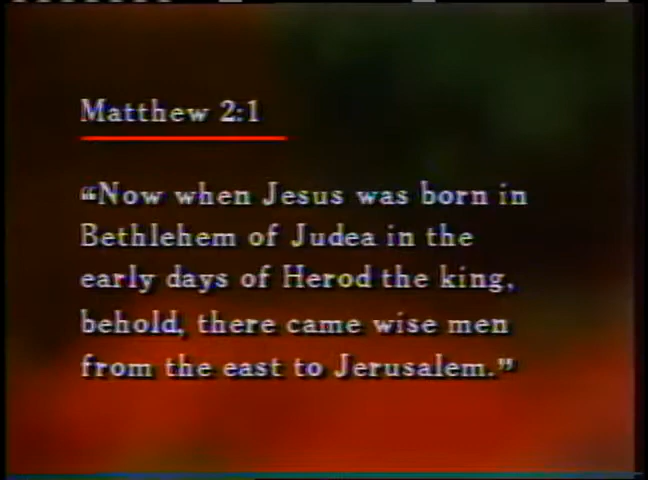 Matthew 2:1
“Now when Jesus was born in
Bethlehem of Judea in the
early days of Herod the king,
behold, there came wise men
from the east to Jerusalem.”